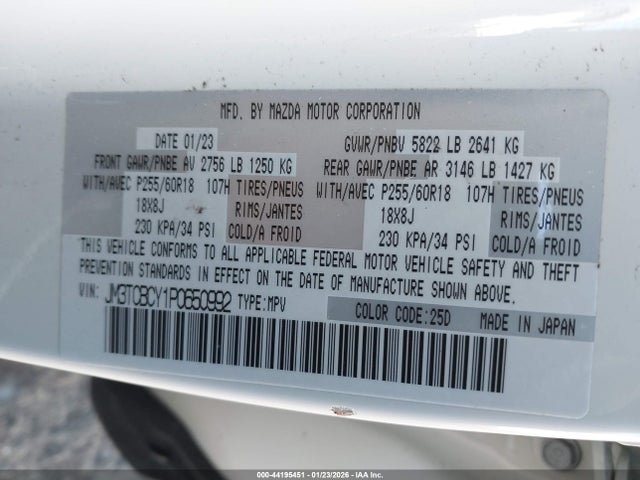 MFD. BY MAZDA MOTOR CORPORATION
DATE 01/23 GVWR/PNBV 5822 LB 2641 KG
FRONT GAWR/PNBE AV 2756 LB 1250 KG REAR GAWR/PNBE AR 3146 LB 1427 KG
WITH/AVEC P255/60R18 107H TIRES/PNEUS WITH/AVEC P255/60R18 107H TIRES/PNEUS
18X8J RIMS/JANTES 18X8J RIMS/JANTES
230 KPA/34 PSI COLD/A FROID 230 KPA/34 PSI COLD/A FROID
THIS VEHICLE CONFORMS TO ALL APPLICABLE FEDERAL MOTOR VEHICLE SAFETY AND THEFT
PREVENTION STANDARDS IN EFFECT ON THE DATE OF MANUFACTURE SHOWN ABOVE.
VIN: JM3TCBCY1P0650992 TYPE:MPV
COLOR CODE:25D MADE IN JAPAN
000-44195451 - 01/23/2026 - IAA Inc.